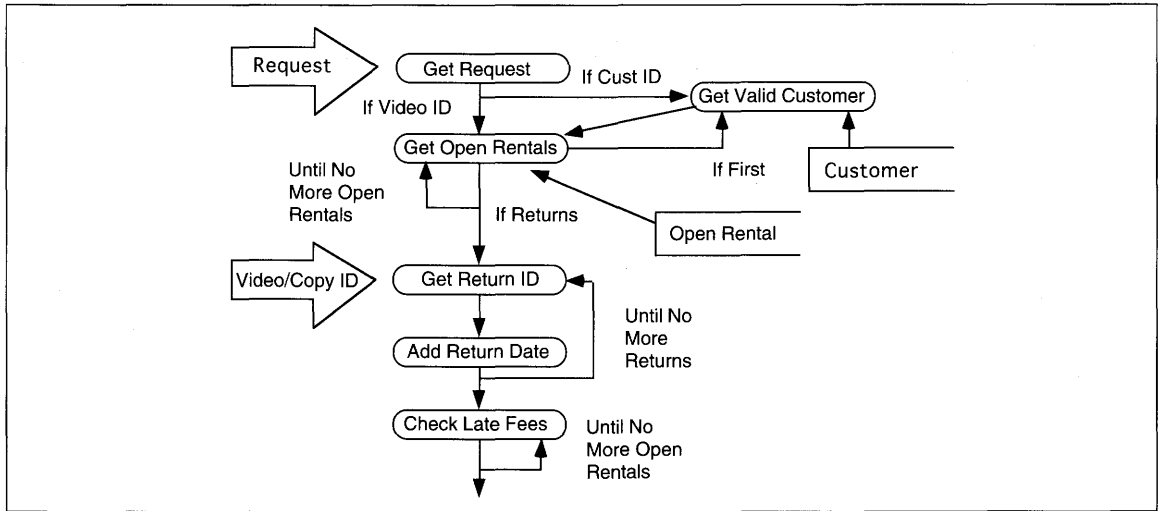 Request
Get Request
If Cust ID
Get Valid Customer
If Video ID
Get Open Rentals
If First
Customer
Until No
More Open
Rentals
If Returns
Open Rental
Video/Copy ID
Get Return ID
Until No
More
Returns
Add Return Date
Check Late Fees
Until No
More Open
Rentals